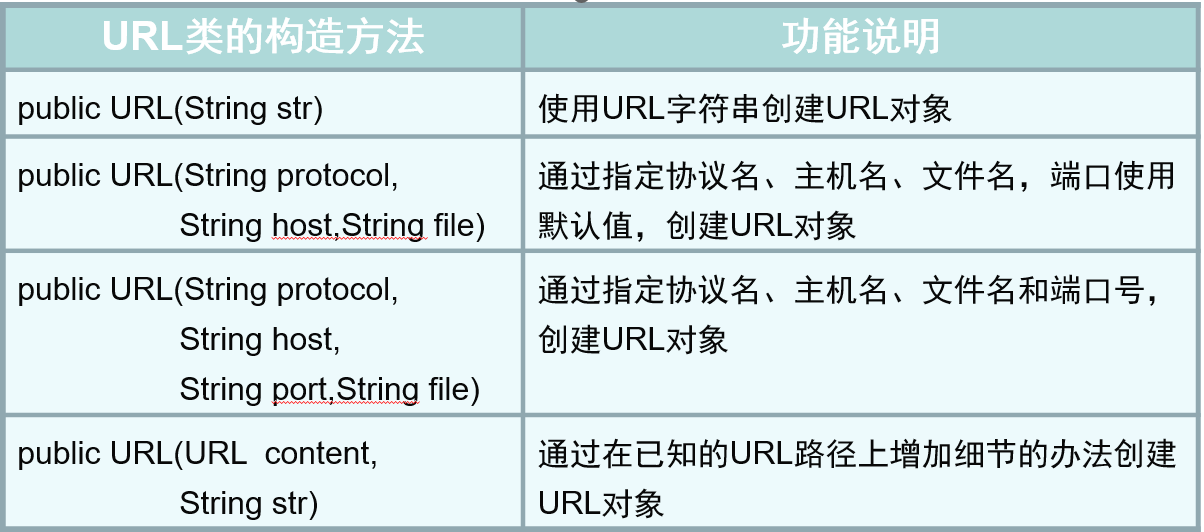 URL类的构造方法 功能说明
public URL(String str) 使用URL字符串创建URL对象
public URL(String protocol,
String host,String file)
通过指定协议名、主机名、文件名，端口使用
默认值，创建URL对象
public URL(String protocol,
String host,
String port,String file)
通过指定协议名、主机名、文件名和端口号，
创建URL对象
public URL(URL content,
String str)
通过在已知的URL路径上增加细节的办法创建
URL对象